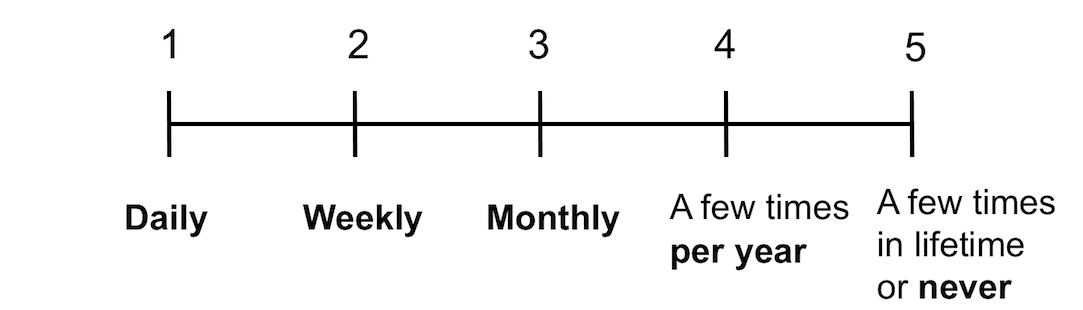 1 2 3 4 5
Daily Weekly Monthly
A few times
per year
A few times
in lifetime
or never